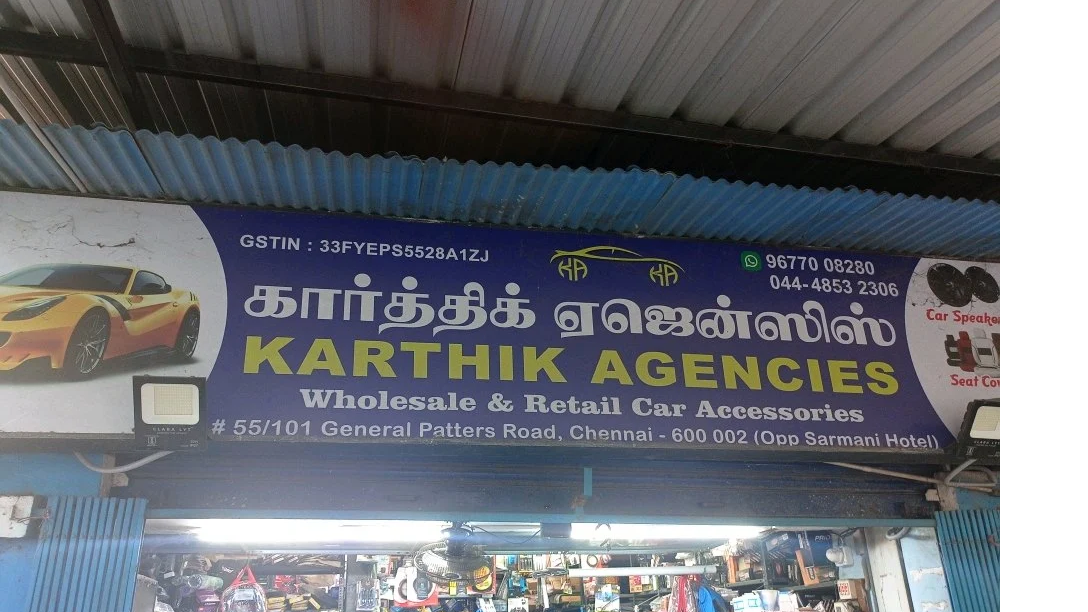 GSTIN : 33FYEPS5528A1ZJ
KA KA
96770 08280
044-4853 2306
கார்த்திக் ஏஜென்ஸிஸ்
KARTHIK AGENCIES
Wholesale & Retail Car Accessories
# 55/101 General Patters Road, Chennai - 600 002 (Opp Sarmani Hotel)
Car Speake
Seat Cov